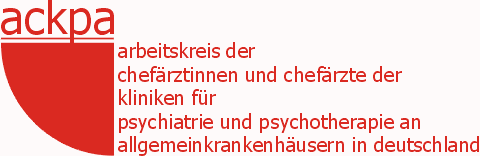 ackpa
arbeitskreis der
chefärztinnen und chefärzte der
kliniken für
psychiatrie und psychotherapie an
allgemeinkrankenhäusern in deutschland